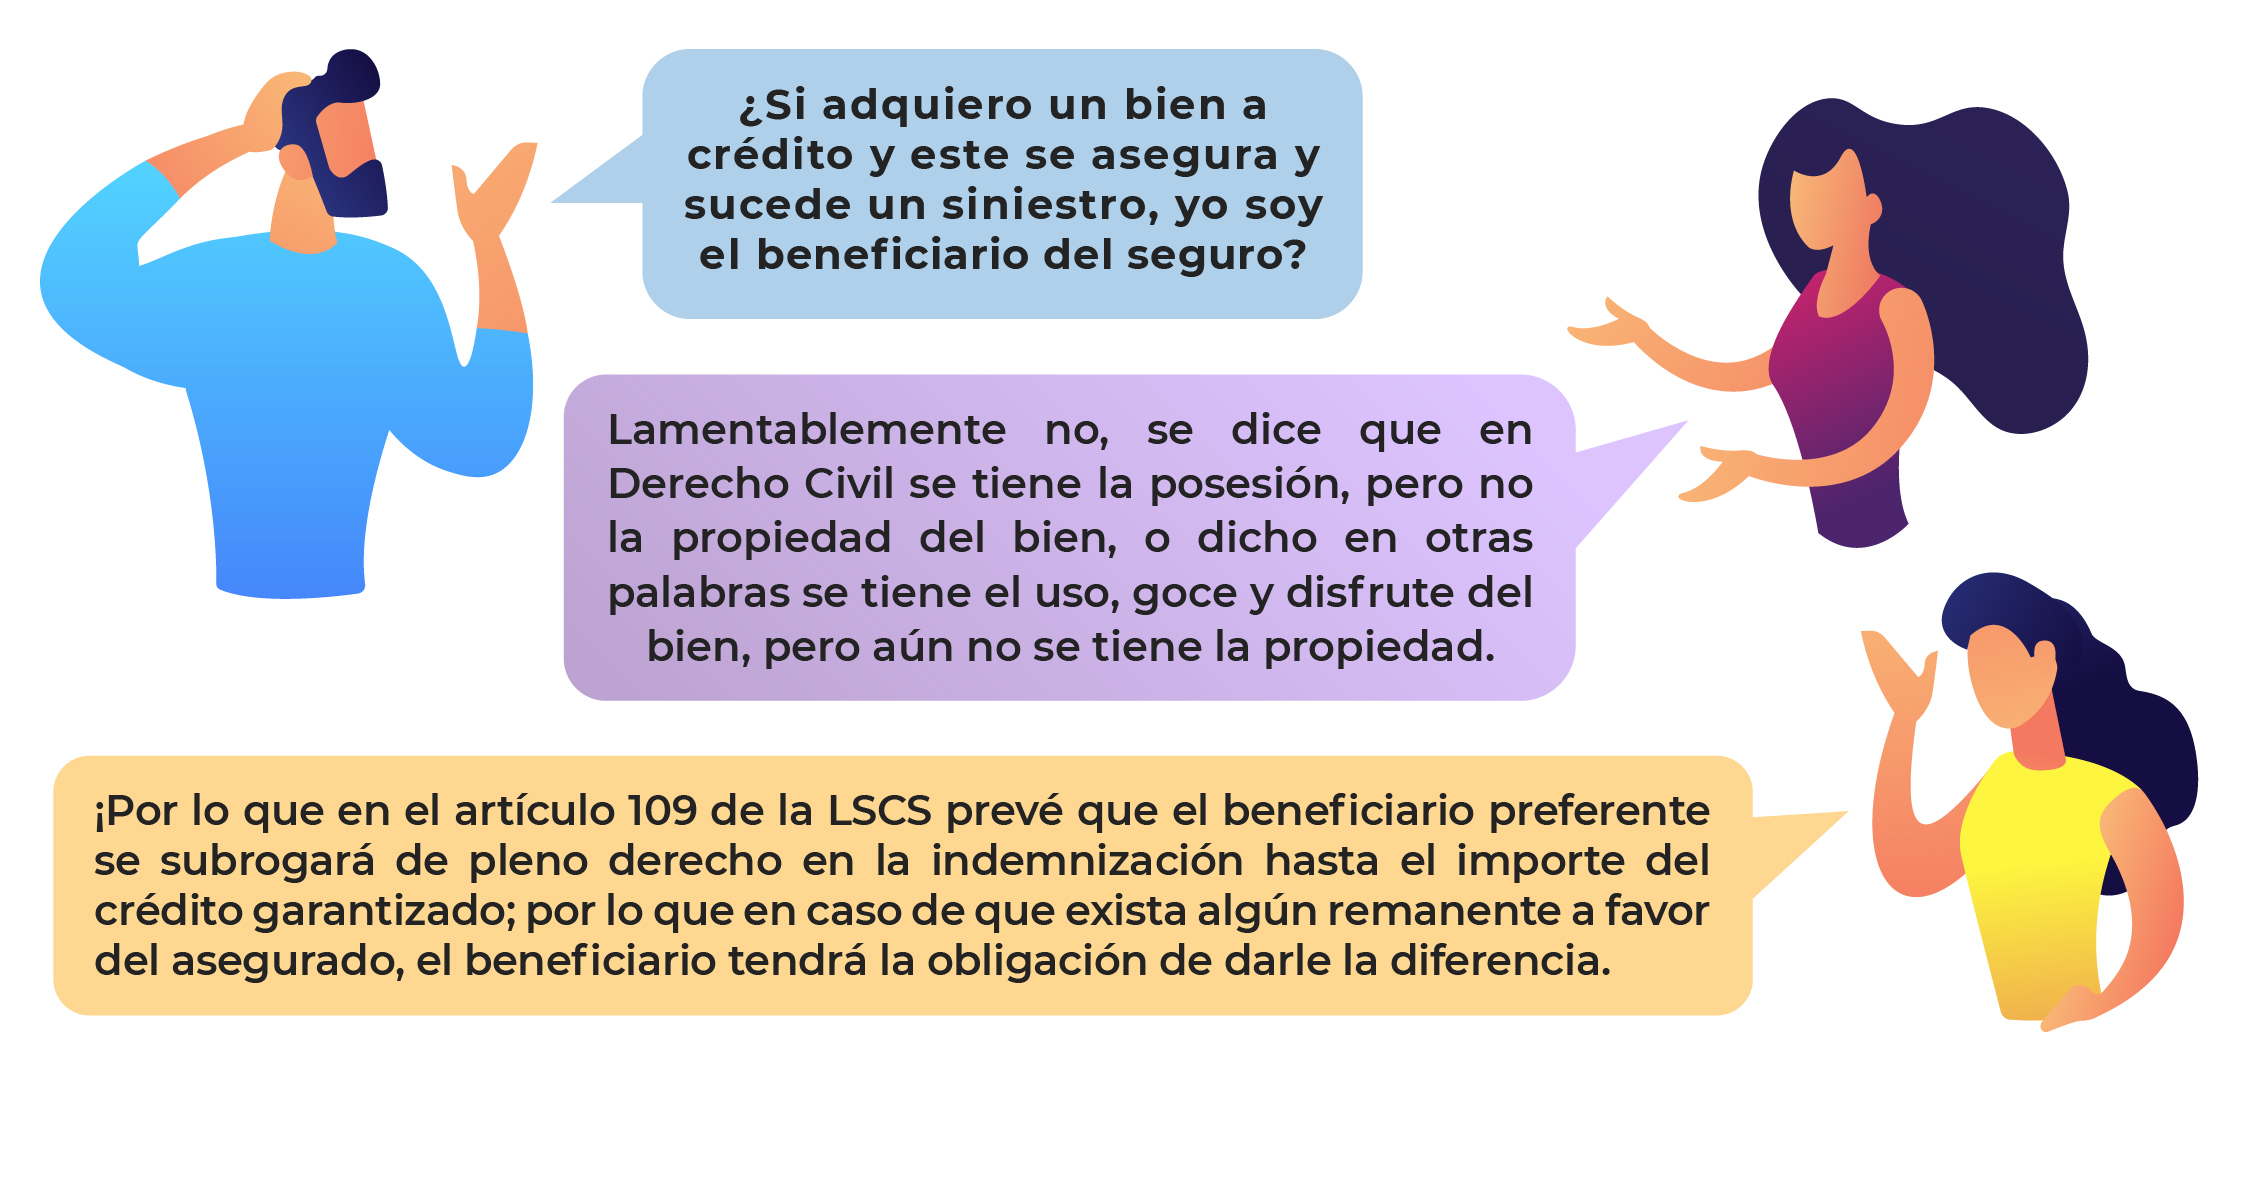 ¿Si adquiero un bien a
crédito y este se asegura y
sucede un siniestro, yo soy
el beneficiario del seguro?
Lamentablemente no, se dice que en
Derecho Civil se tiene la posesión, pero no
la propiedad del bien, o dicho en otras
palabras se tiene el uso, goce y disfrute del
bien, pero aún no se tiene la propiedad.
¡Por lo que en el artículo 109 de la LSCS prevé que el beneficiario preferente
se subrogará de pleno derecho en la indemnización hasta el importe del
crédito garantizado; por lo que en caso de que exista algún remanente a favor
del asegurado, el beneficiario tendrá la obligación de darle la diferencia.